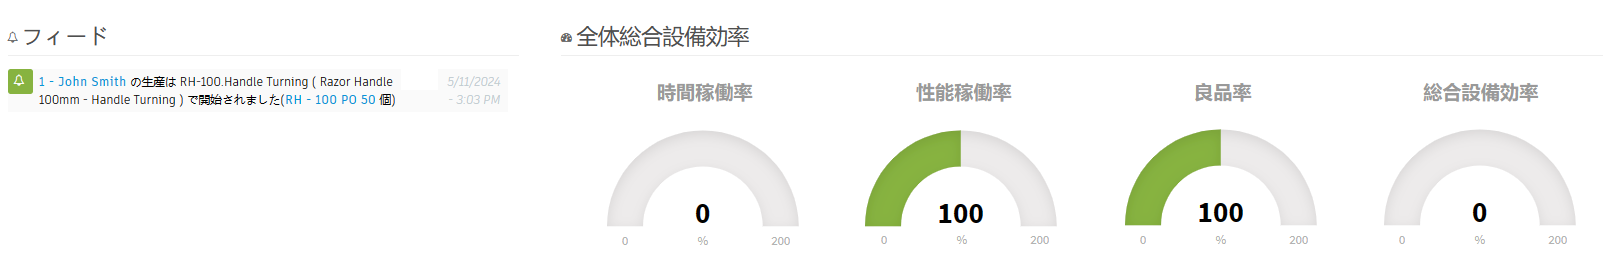 フィード
1 - John Smith の生産は RH-100.Handle Turning ( Razor Handle
100mm - Handle Turning ) で開始されました(RH - 100 PO 50 個)
5/11/2024
- 3:03 PM
全体総合設備効率
時間稼働率
0
0 % 200
性能稼働率
100
0 % 200
良品率
100
0 % 200
総合設備効率
0
0 % 200